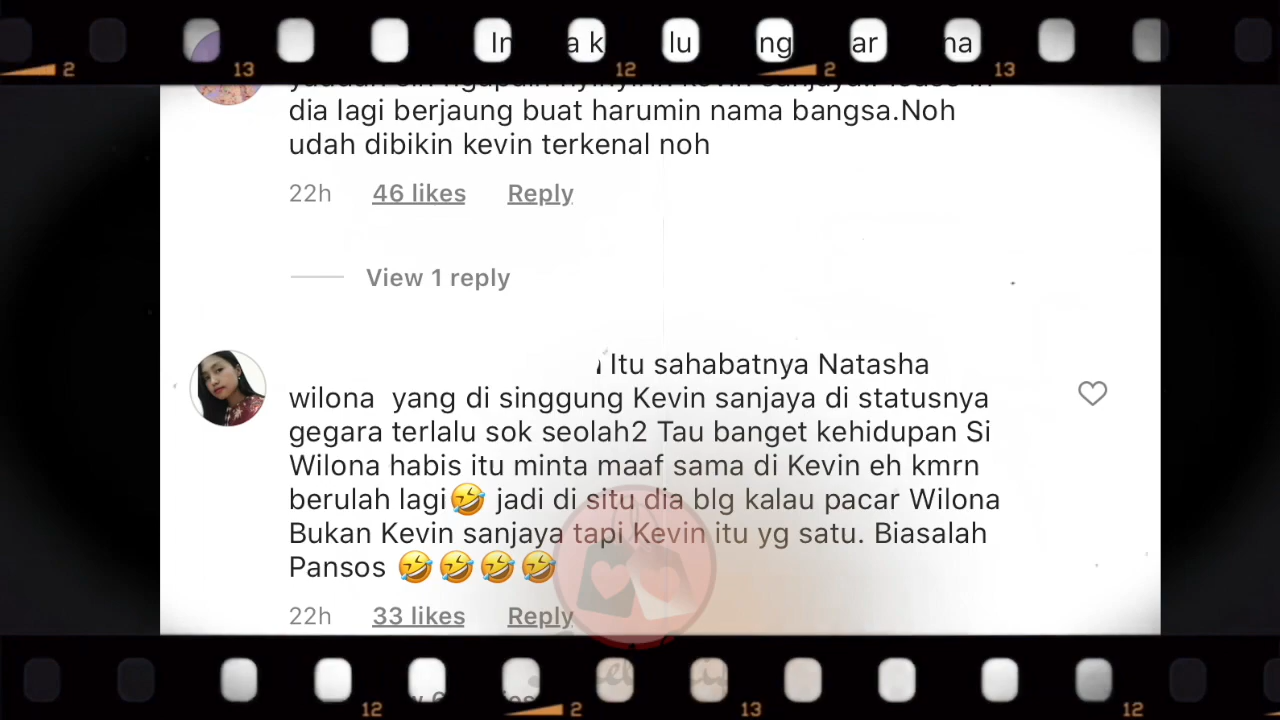 dia lagi berjaung buat harumin nama bangsa.Noh
udah dibikin kevin terkenal noh
22h 46 likes Reply
View 1 reply
Itu sahabatnya Natasha
wilona yang di singgung Kevin sanjaya di statusnya
gegara terlalu sok seolah2 Tau banget kehidupan Si
Wilona habis itu minta maaf sama di Kevin eh kmrn
berulah lagi🤣 jadi di situ dia blg kalau pacar Wilona
Bukan Kevin sanjaya tapi Kevin itu yg satu. Biasalah
Pansos 🤣🤣🤣🤣
22h 33 likes Reply